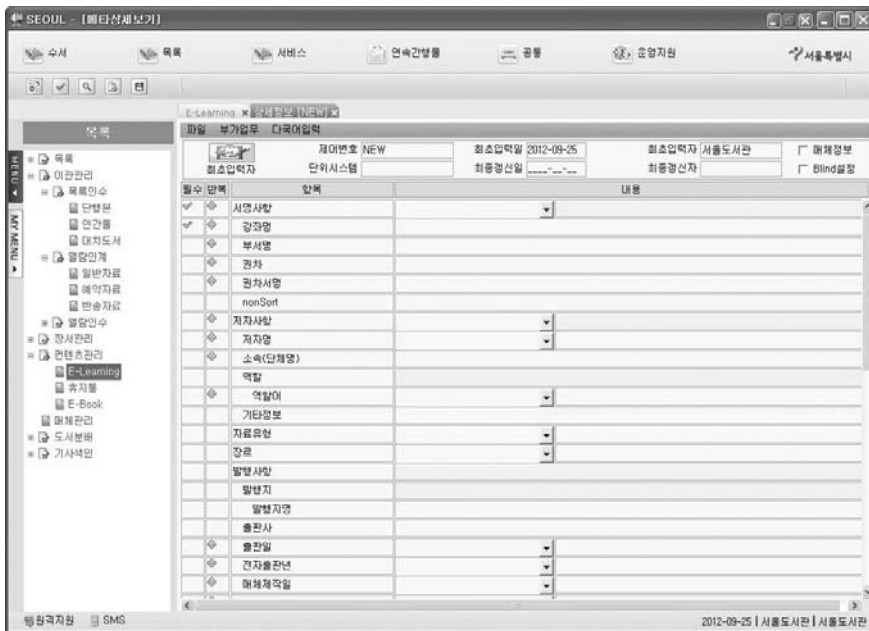 SEOUL - [메타상세보기]
수서 목록 서비스 연속간행물 공통 운영지원 서울특별시
E-Learning × 상세정보 [NEW] ×
목록
파일 부가업무 다국어입력
제어번호 NEW 최초입력일 2012-09-25 최초입력자 서울도서관 매체정보
최초입력자 단위시스템 최종갱신일 ____-__-__ 최종갱신자 Blind설정
MENU
MY MENU
목록
이관관리
목록인수
단행본
연간물
대치도서
열람인계
일반자료
예약자료
반송자료
열람인수
장서관리
컨텐츠관리
E-Learning
휴지통
E-Book
매체관리
도서분배
기사색인
필수 반복 항목 내용
서명사항
강좌명
부서명
권차
권차서명
nonSort
저자사항
저자명
소속(단체명)
역할
역할어
기타정보
자료유형
장르
발행사항
발행지
발행지명
출판사
출판일
전자출판년
매체제작일
원격지원 SMS 2012-09-25 | 서울도서관 | 서울도서관